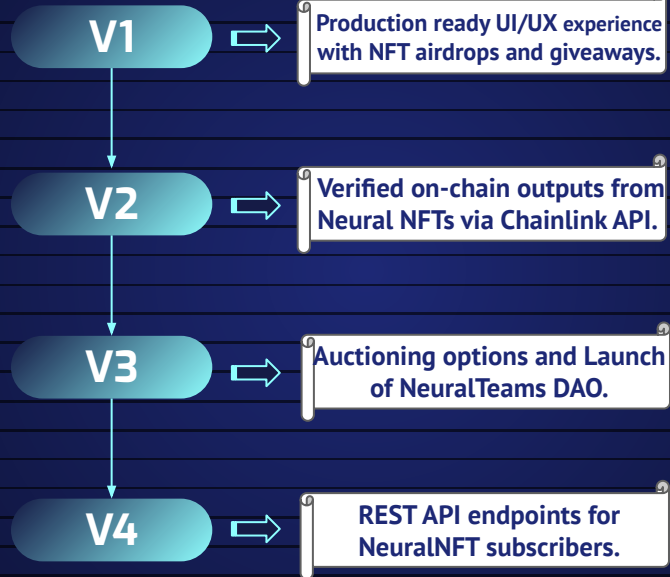 V1
Production ready UI/UX experience
with NFT airdrops and giveaways.
V2
Verified on-chain outputs from
Neural NFTs via Chainlink API.
V3
Auctioning options and Launch
of NeuralTeams DAO.
V4
REST API endpoints for
NeuralNFT subscribers.